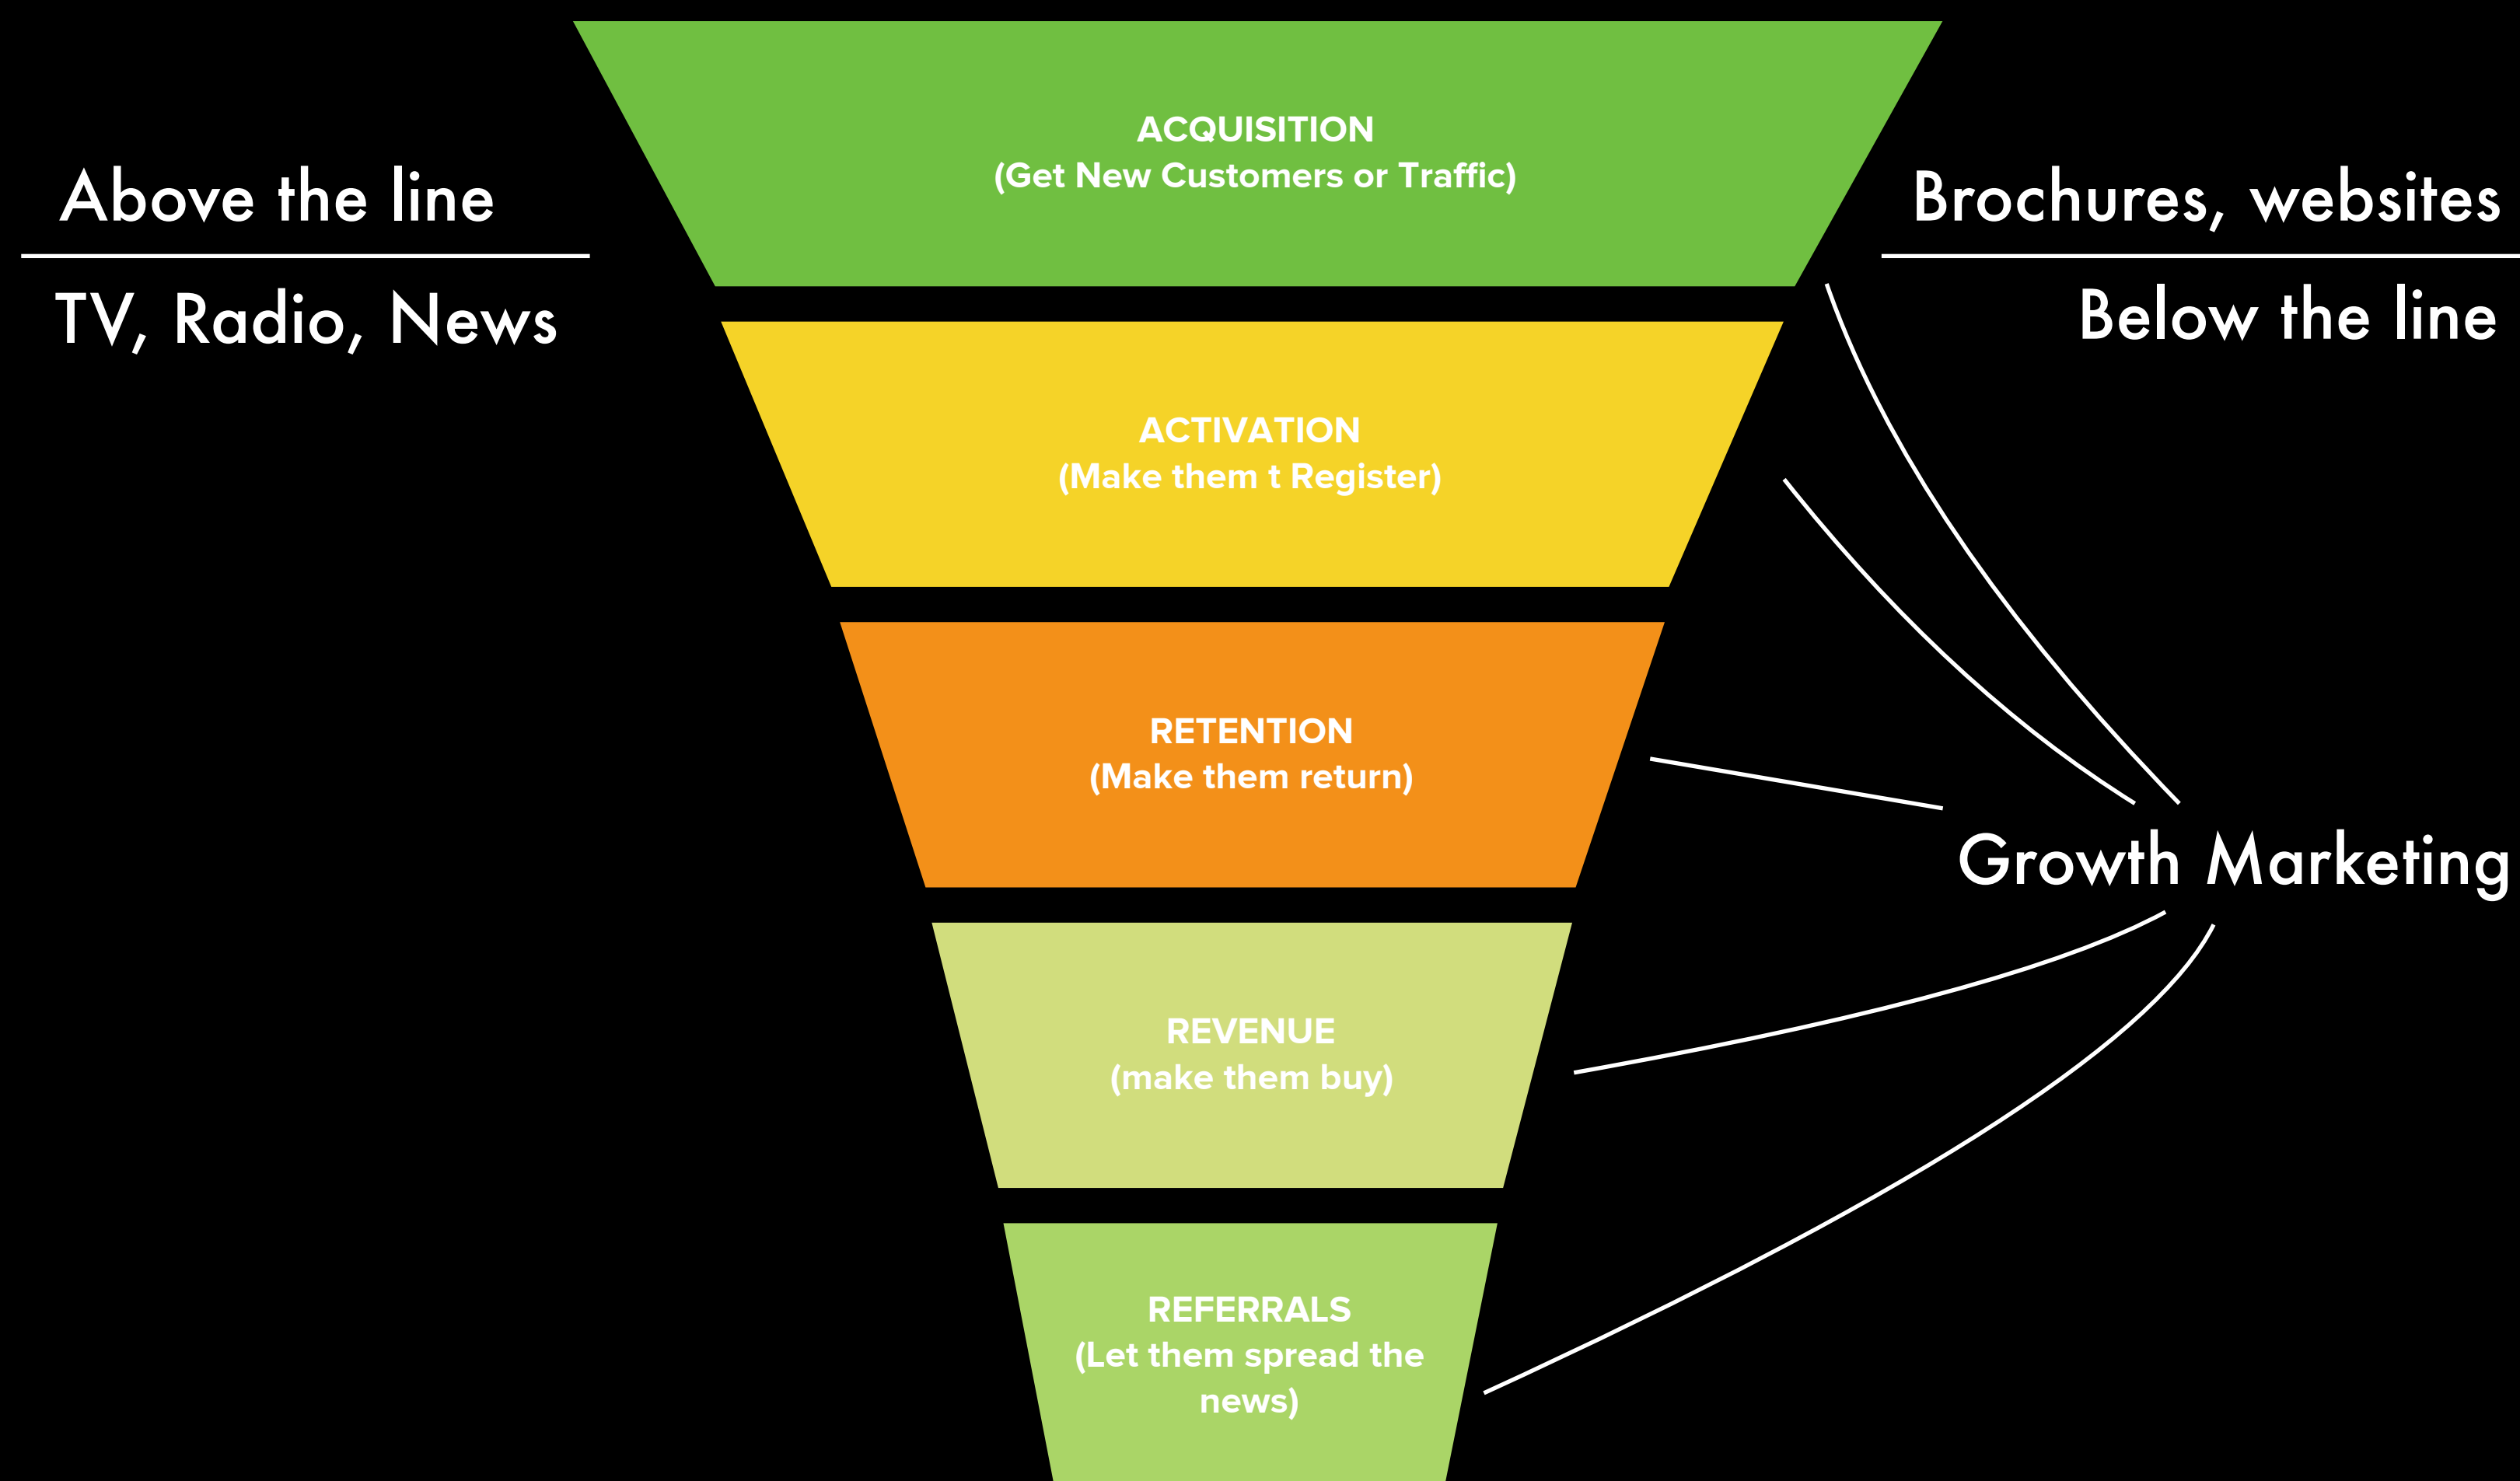 ACQUISITION
(Get New Customers or Traffic)
Above the line
TV, Radio, News
Brochures, websites
Below the line
ACTIVATION
(Make them t Register)
RETENTION
(Make them return)
Growth Marketing
REVENUE
(make them buy)
REFERRALS
(Let them spread the
news)